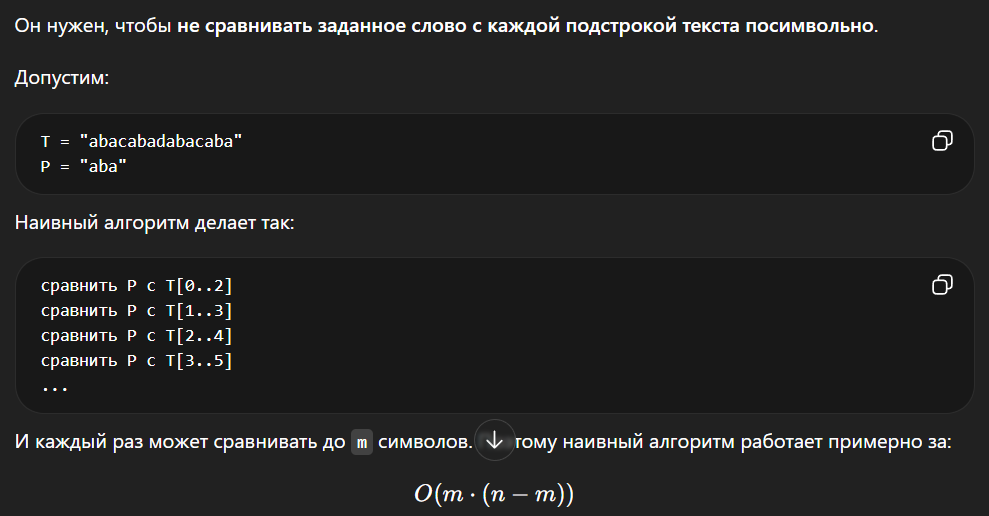 Он нужен, чтобы не сравнивать заданное слово с каждой подстрокой текста посимвольно.
Допустим:
T = "abacabadabacaba"
P = "aba"
Наивный алгоритм делает так:
сравнить P с T[0..2]
сравнить P с T[1..3]
сравнить P с T[2..4]
сравнить P с T[3..5]
...
И каждый раз может сравнивать до m символов. тому наивный алгоритм работает примерно за:
O(m · (n − m))